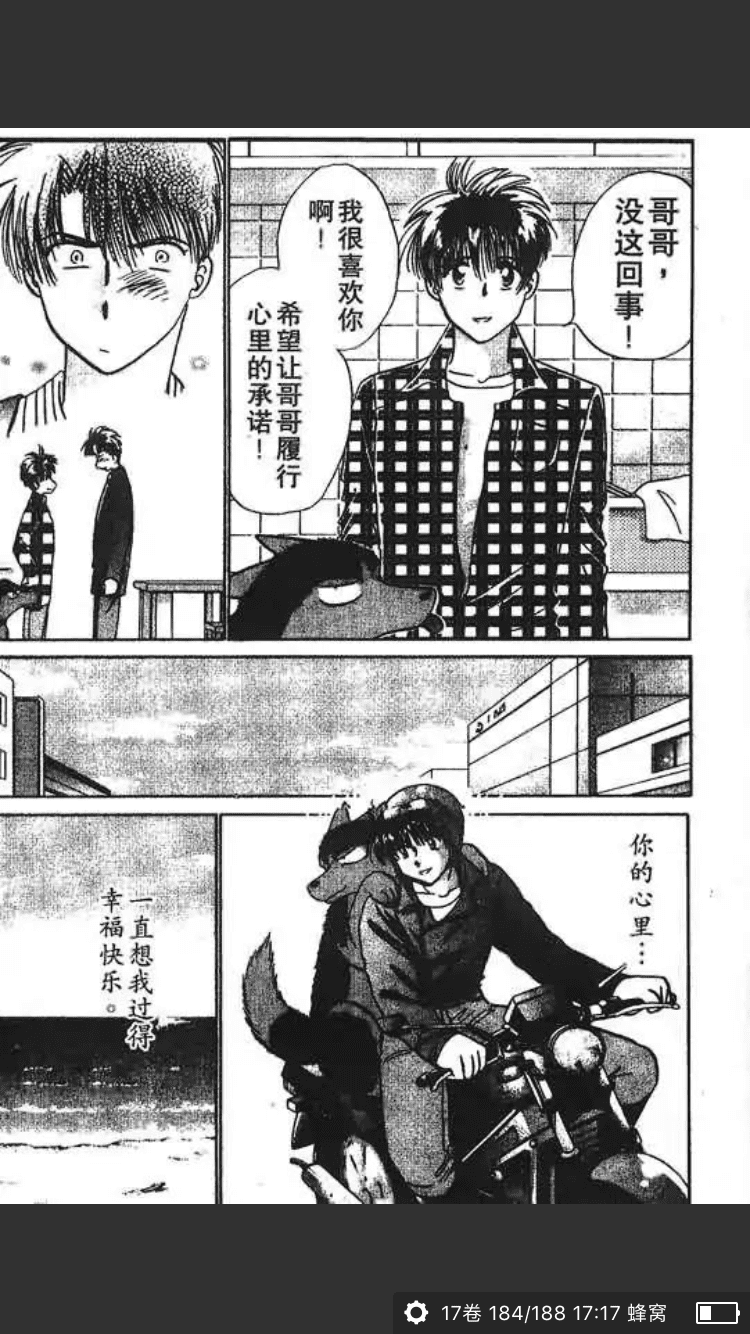 哥哥，
没这回事！
我很喜欢你
啊！
希望让哥哥履行
心里的承诺！
你的心里…
一直想我过得
幸福快乐。
17卷 184/188 17:17 蜂窝